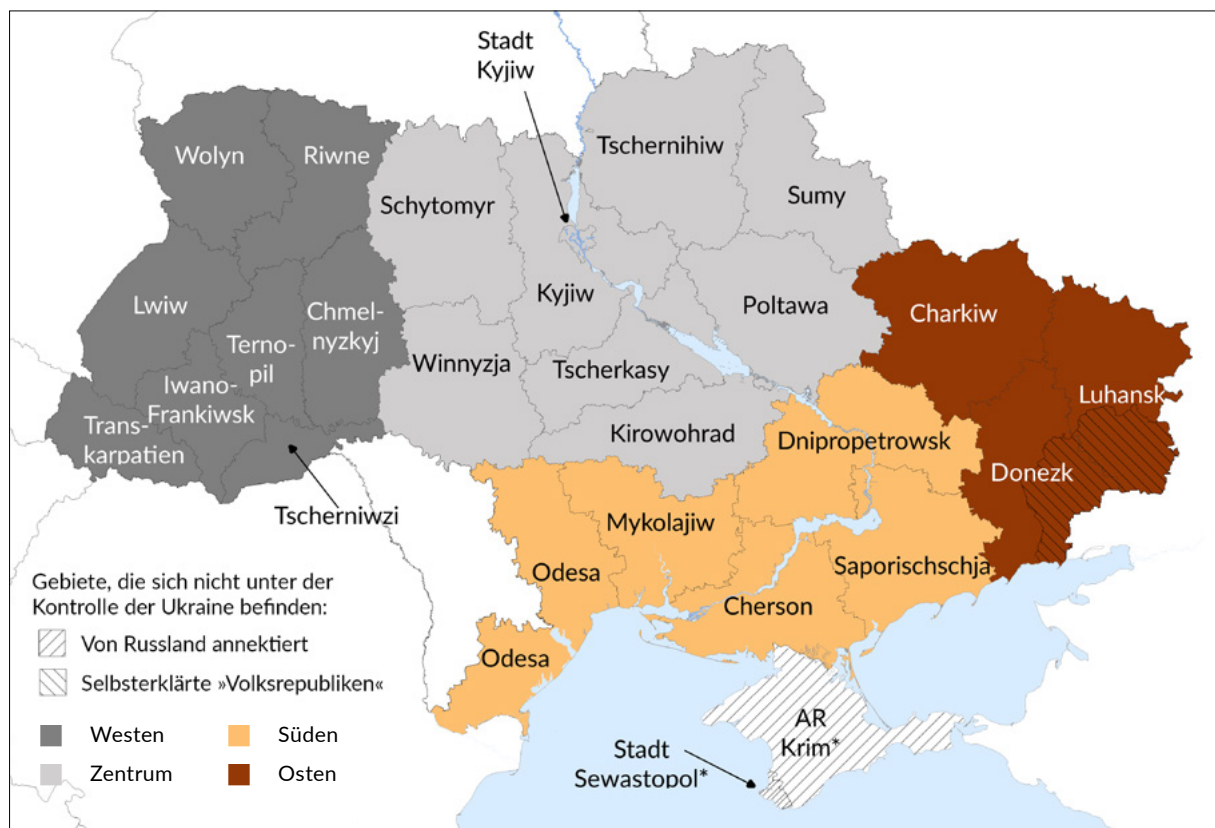 Stadt
Kyjiw
Wolyn
Riwne
Tschernihiw
Sumy
Schytomyr
Lwiw
Chmel-
nyzkyj
Kyjiw
Poltawa
Charkiw
Terno-
pil
Winnyzja
Tscherkasy
Luhansk
Iwano-
Frankiwsk
Trans-
karpatien
Kirowohrad
Dnipropetrowsk
Donezk
Tscherniwzi
Mykolajiw
Odesa
Saporischschja
Cherson
Odesa
AR
Krim*
Stadt
Sewastopol*
Gebiete, die sich nicht unter der
Kontrolle der Ukraine befinden:
Von Russland annektiert
Selbsterklärte »Volksrepubliken«
Westen
Süden
Zentrum
Osten